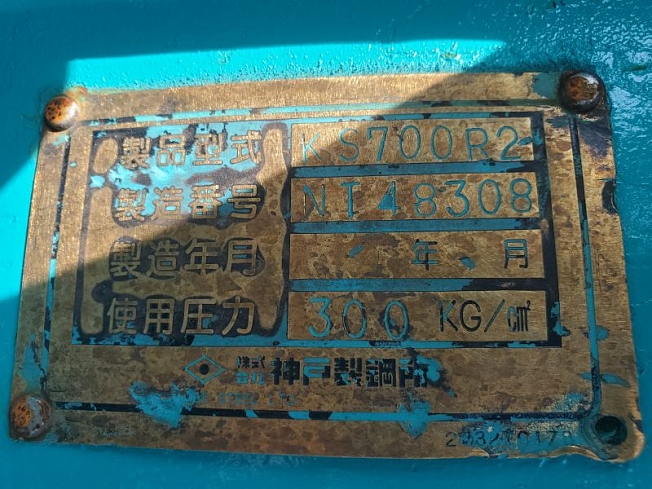 製品型式 KS700R2
製造番号 NT48308
製造年月 年 月
使用圧力 300 KG/c㎡
株式会社 神戸製鋼所